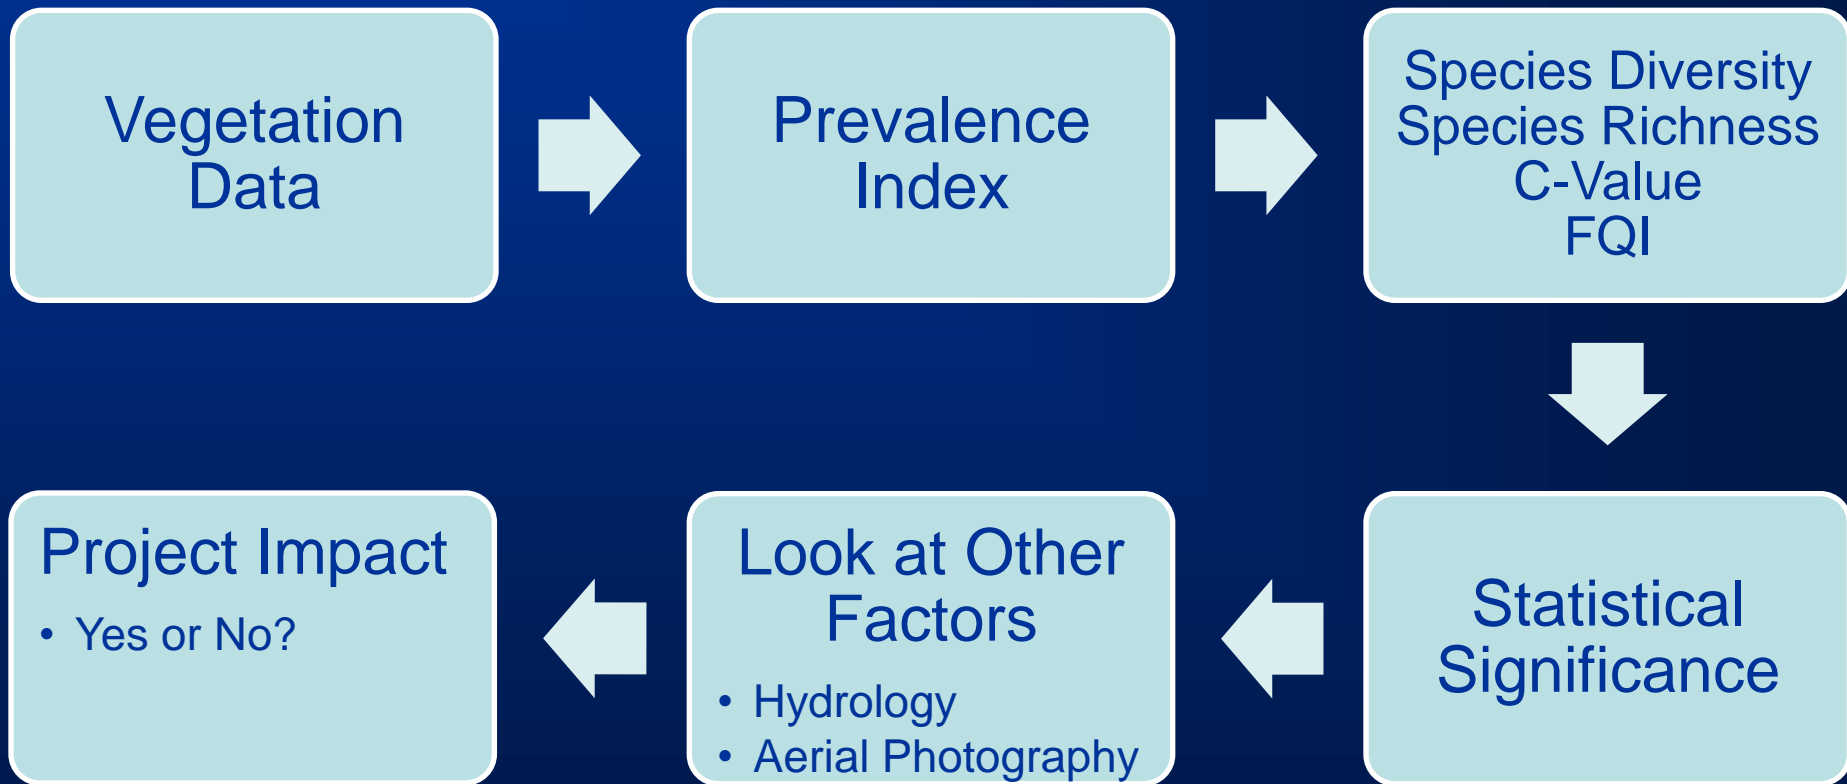 Vegetation
Data
Prevalence
Index
Species Diversity
Species Richness
C-Value
FQI
Statistical
Significance
Look at Other
Factors
• Hydrology
• Aerial Photography
Project Impact
• Yes or No?